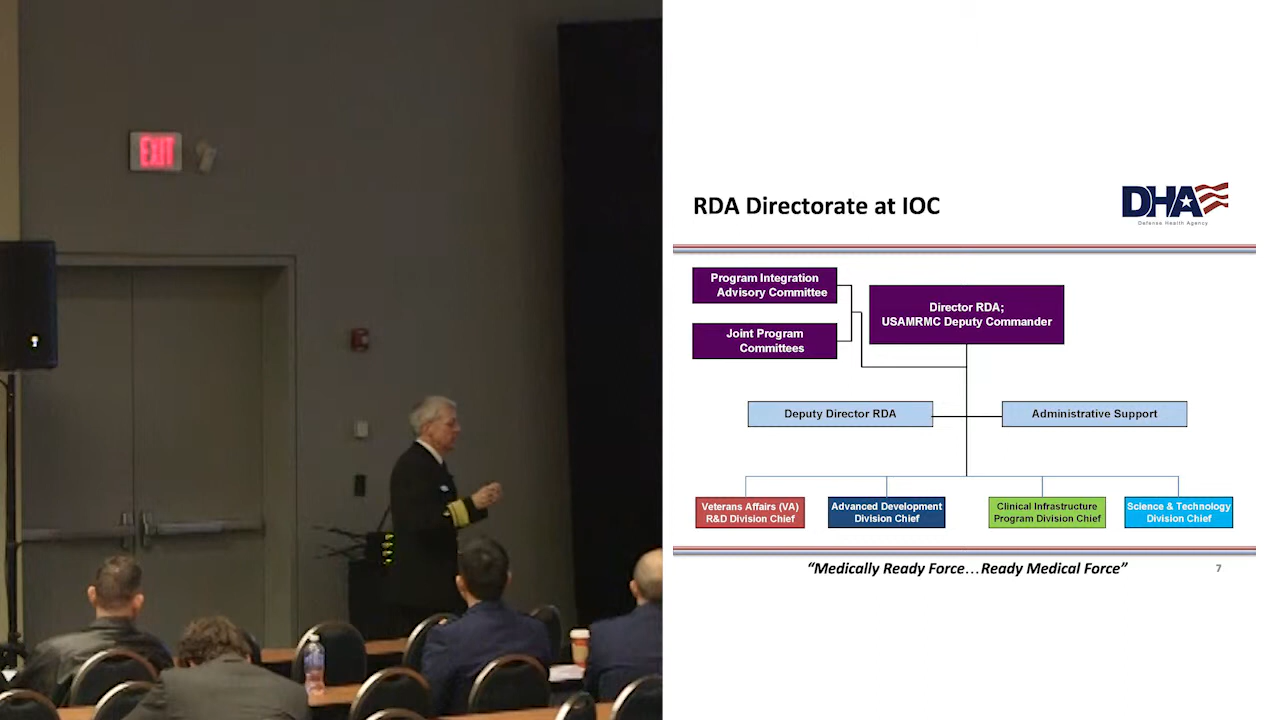 EXIT
RDA Directorate at IOC
DHA
Defense Health Agency
Program Integration
Advisory Committee
Joint Program
Committees
Director RDA;
USAMRMC Deputy Commander
Deputy Director RDA
Administrative Support
Veterans Affairs (VA)
R&D Division Chief
Advanced Development
Division Chief
Clinical Infrastructure
Program Division Chief
Science & Technology
Division Chief
“Medically Ready Force…Ready Medical Force”
7